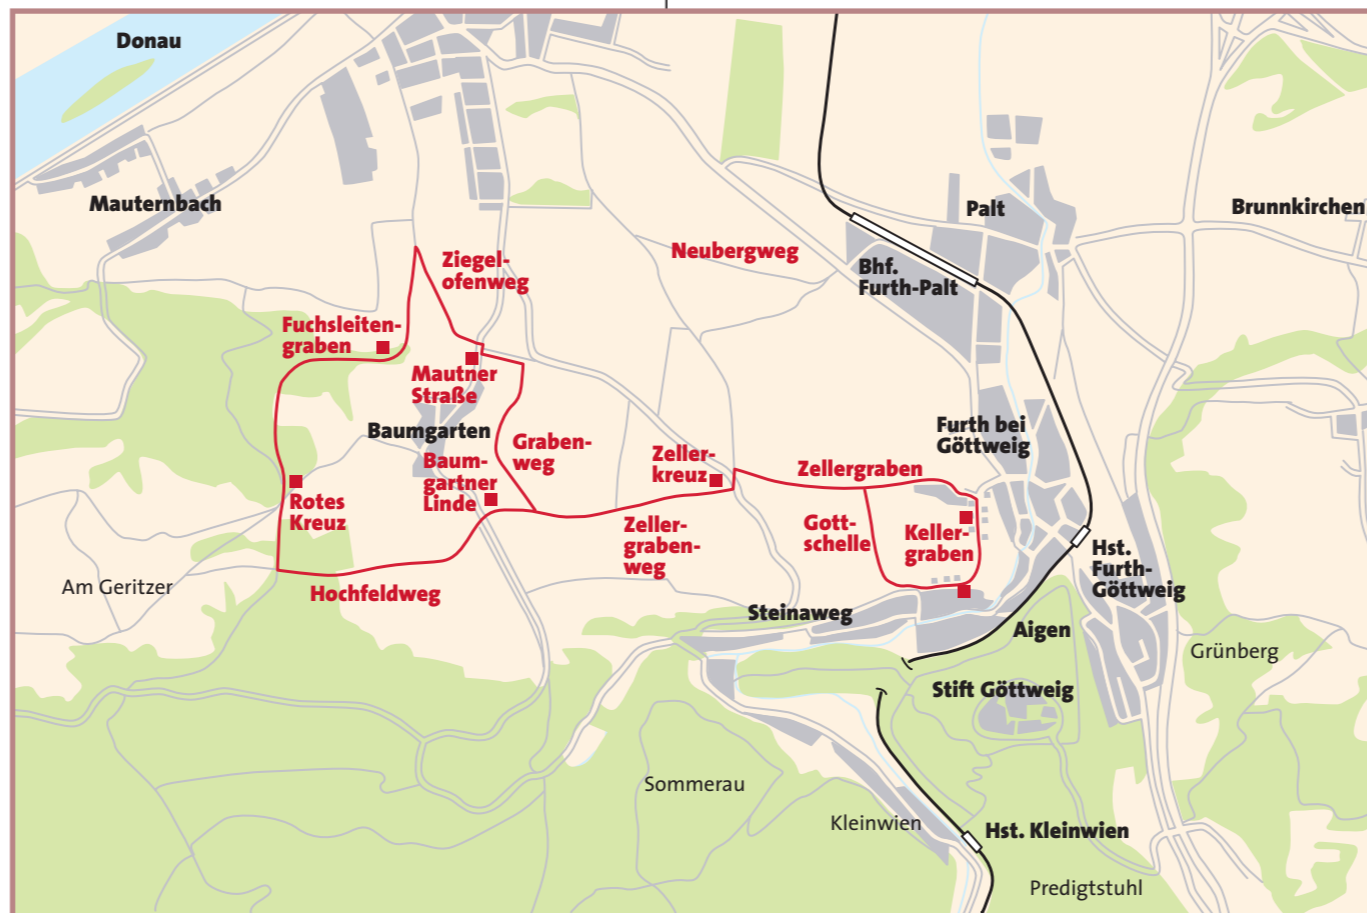 Donau
Mauternbach
Palt
Brunnkirchen
Ziegel-
ofenweg
Neubergweg
Bhf.
Furth-Palt
Fuchsleiten-
graben
Mautner
Straße
Baumgarten
Graben-
weg
Furth bei
Göttweig
Baum-
gartner
Linde
Zeller-
kreuz
Zellergraben
Rotes
Kreuz
Zeller-
graben-
weg
Gott-
schelle
Keller-
graben
Hst.
Furth-
Göttweig
Am Geritzer
Hochfeldweg
Steinaweg
Aigen
Grünberg
Stift Göttweig
Sommerau
Kleinwien
Hst. Kleinwien
Predigtstuhl